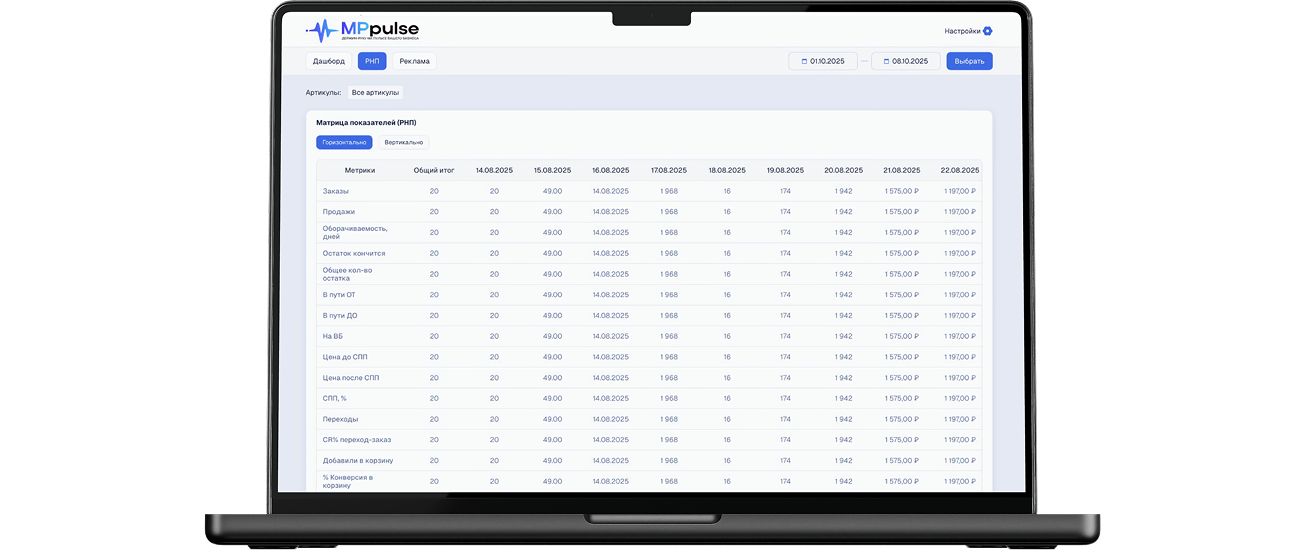 MPpulse
ДЕРЖИМ РУКУ НА ПУЛЬСЕ ВАШЕГО БИЗНЕСА
Настройки
Дашборд РНП Реклама 01.10.2025 — 08.10.2025 Выбрать
Артикулы: Все артикулы
Матрица показателей (РНП)
Горизонтально Вертикально
Метрики Общий итог 14.08.2025 15.08.2025 16.08.2025 17.08.2025 18.08.2025 19.08.2025 20.08.2025 21.08.2025 22.08.2025
Заказы 20 20 49.00 14.08.2025 1 968 16 174 1 942 1 575,00 ₽ 1 197,00 ₽
Продажи 20 20 49.00 14.08.2025 1 968 16 174 1 942 1 575,00 ₽ 1 197,00 ₽
Оборачиваемость,
дней 20 20 49.00 14.08.2025 1 968 16 174 1 942 1 575,00 ₽ 1 197,00 ₽
Остаток кончится 20 20 49.00 14.08.2025 1 968 16 174 1 942 1 575,00 ₽ 1 197,00 ₽
Общее кол-во
остатка 20 20 49.00 14.08.2025 1 968 16 174 1 942 1 575,00 ₽ 1 197,00 ₽
В пути ОТ 20 20 49.00 14.08.2025 1 968 16 174 1 942 1 575,00 ₽ 1 197,00 ₽
В пути ДО 20 20 49.00 14.08.2025 1 968 16 174 1 942 1 575,00 ₽ 1 197,00 ₽
На ВБ 20 20 49.00 14.08.2025 1 968 16 174 1 942 1 575,00 ₽ 1 197,00 ₽
Цена до СПП 20 20 49.00 14.08.2025 1 968 16 174 1 942 1 575,00 ₽ 1 197,00 ₽
Цена после СПП 20 20 49.00 14.08.2025 1 968 16 174 1 942 1 575,00 ₽ 1 197,00 ₽
СПП, % 20 20 49.00 14.08.2025 1 968 16 174 1 942 1 575,00 ₽ 1 197,00 ₽
Переходы 20 20 49.00 14.08.2025 1 968 16 174 1 942 1 575,00 ₽ 1 197,00 ₽
CR% переход-заказ 20 20 49.00 14.08.2025 1 968 16 174 1 942 1 575,00 ₽ 1 197,00 ₽
Добавили в корзину 20 20 49.00 14.08.2025 1 968 16 174 1 942 1 575,00 ₽ 1 197,00 ₽
% Конверсия в
корзину 20 20 49.00 14.08.2025 1 968 16 174 1 942 1 575,00 ₽ 1 197,00 ₽